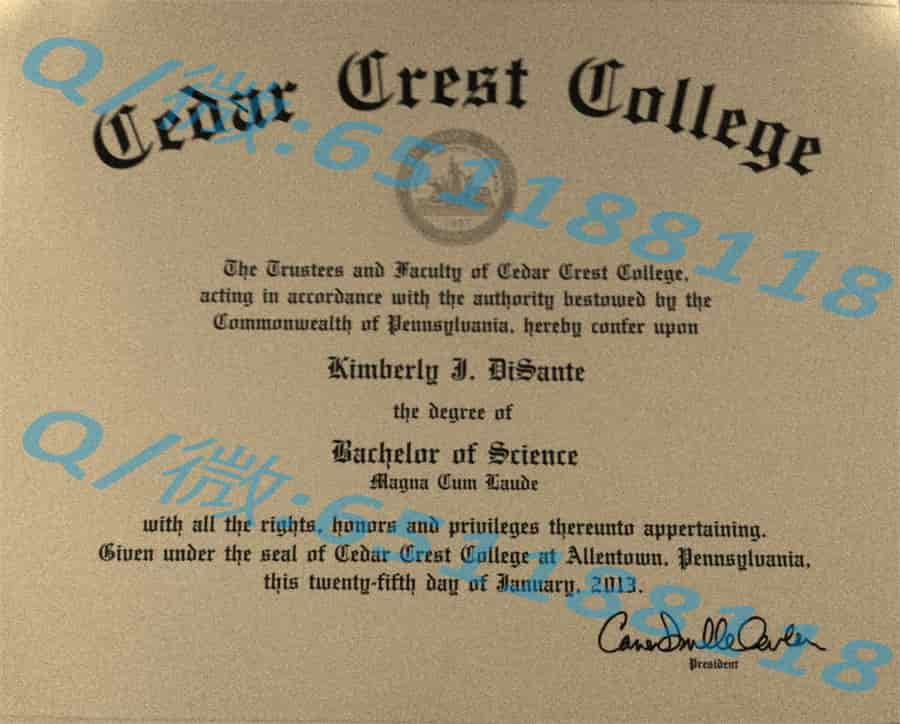 Cedar Crest College
Q/微:65118 8118
The Trustees and Faculty of Cedar Crest College,
acting in accordance with the authority bestowed by the
Commonwealth of Pennsylvania, hereby confer upon
Kimberly J. DiSante
the degree of
Bachelor of Science
Magna Cum Laude
Q/微:651188118
with all the rights, honors and privileges thereunto appertaining.
Given under the seal of Cedar Crest College at Allentown, Pennsylvania,
this twenty-fifth day of January, 2013.
President